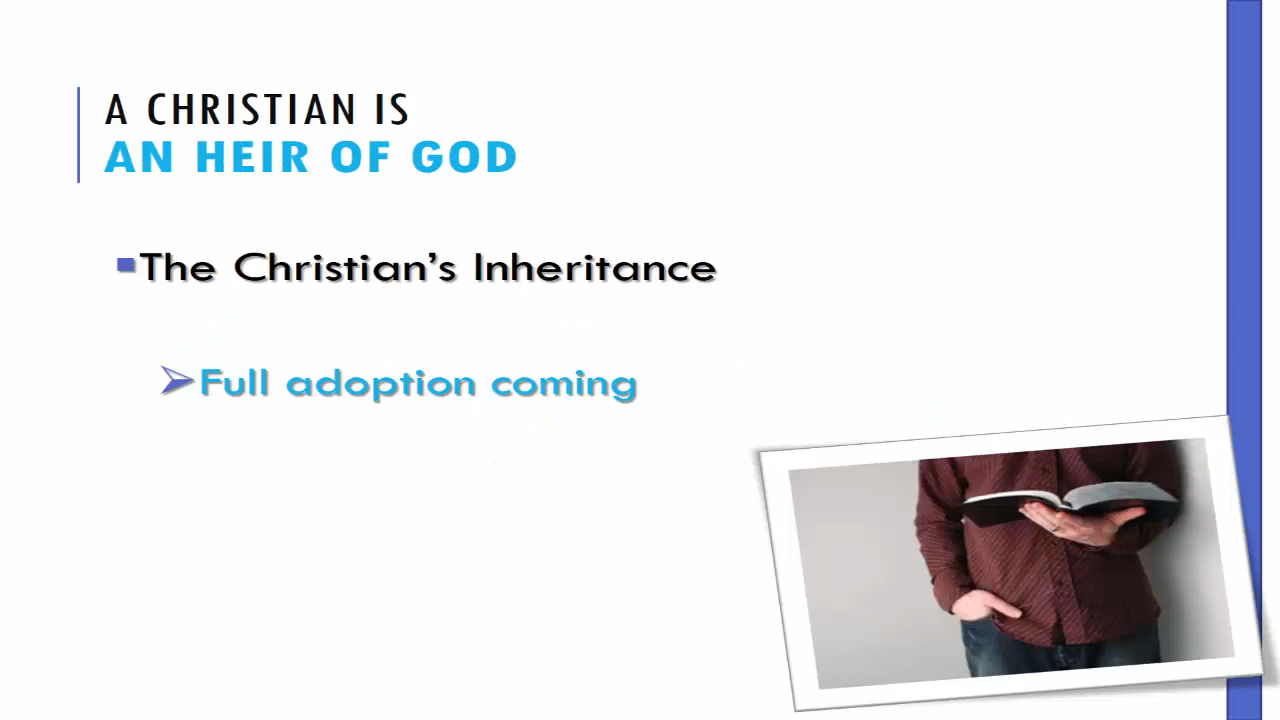 A CHRISTIAN IS
AN HEIR OF GOD
The Christian’s Inheritance
Full adoption coming